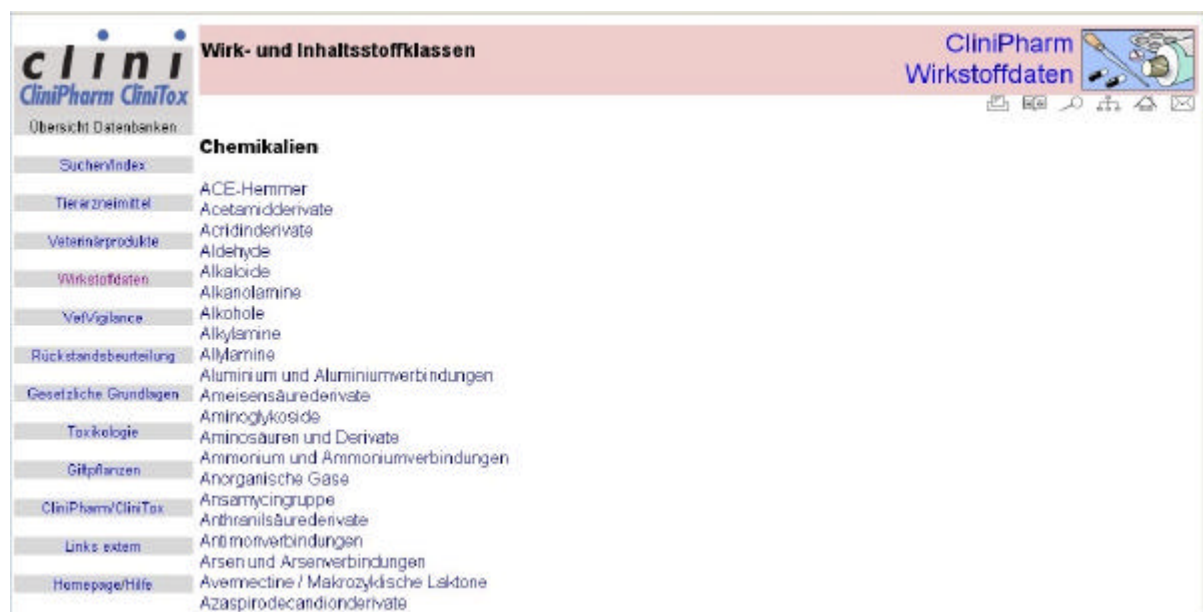 clini
CliniPharm CliniTox
Wirk- und Inhaltsstoffklassen
CliniPharm
Wirkstoffdaten
Übersicht Datenbanken
Suchen/Index
Tierarzneimittel
Veterinärprodukte
Wirkstoffdaten
VetVigilance
Rückstandsbeurteilung
Gesetzliche Grundlagen
Toxikologie
Giftpflanzen
CliniPharm/CliniTox
Links extern
Homepage/Hilfe
Chemikalien
ACE-Hemmer
Acetamidderivate
Acridinderivate
Aldehyde
Alkaloide
Alkanolamine
Alkohole
Alkylamine
Allylamine
Aluminium und Aluminiumverbindungen
Ameisensäurederivate
Aminoglykoside
Aminosäuren und Derivate
Ammonium und Ammoniumverbindungen
Anorganische Gase
Ansamycingruppe
Anthranilsäurederivate
Antimonverbindungen
Arsen und Arsenverbindungen
Avermectine / Makrozyklische Laktone
Azaspirodecandionderivate